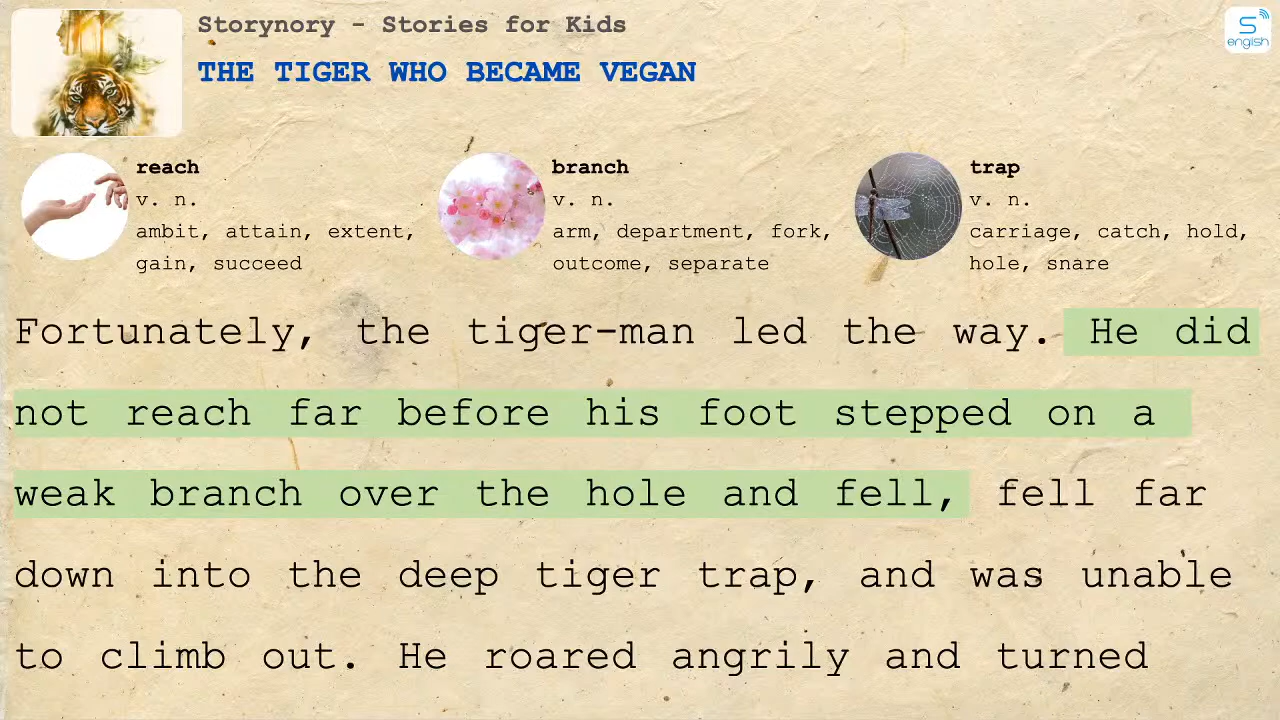 Storynory - Stories for Kids
THE TIGER WHO BECAME VEGAN
S
english
reach
v. n.
ambit, attain, extent,
gain, succeed
branch
v. n.
arm, department, fork,
outcome, separate
trap
v. n.
carriage, catch, hold,
hole, snare
Fortunately, the tiger-man led the way. He did
not reach far before his foot stepped on a
weak branch over the hole and fell, fell far
down into the deep tiger trap, and was unable
to climb out. He roared angrily and turned